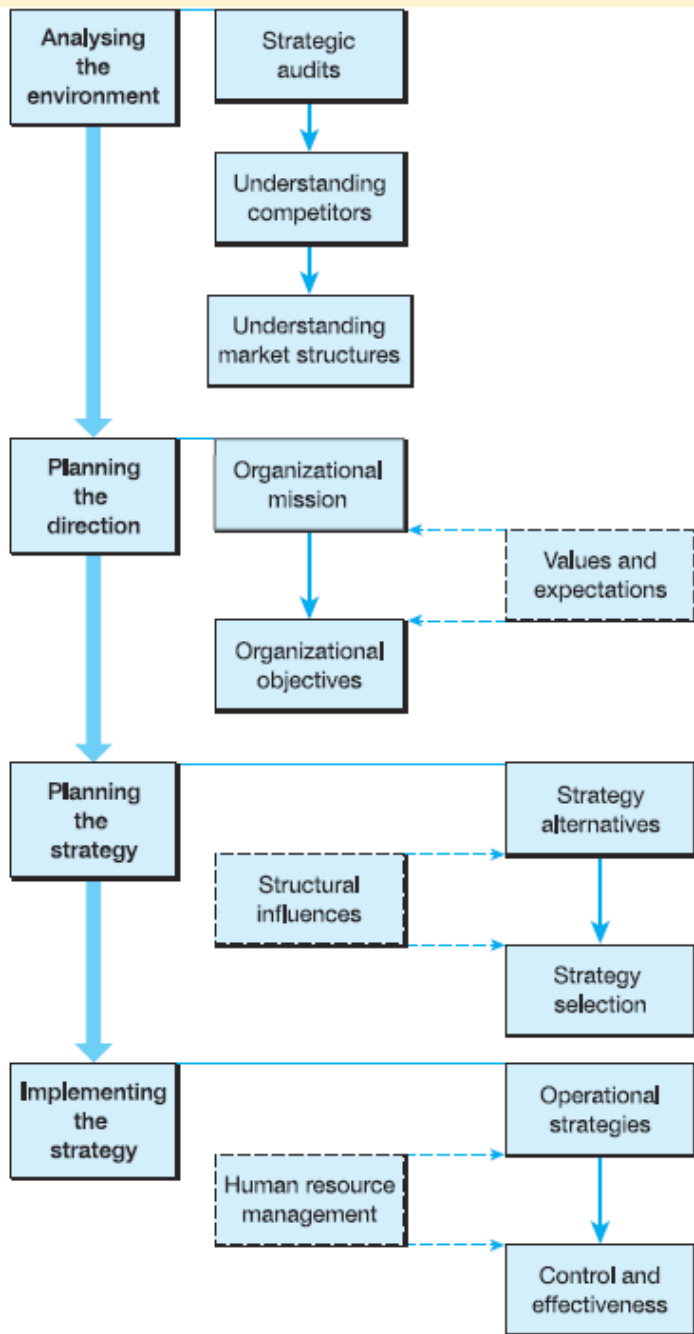 Analysing
the
environment
Strategic
audits
Understanding
competitors
Understanding
market structures
Planning
the
direction
Organizational
mission
Values and
expectations
Organizational
objectives
Planning
the
strategy
Strategy
alternatives
Structural
influences
Strategy
selection
Implementing
the
strategy
Operational
strategies
Human resource
management
Control and
effectiveness